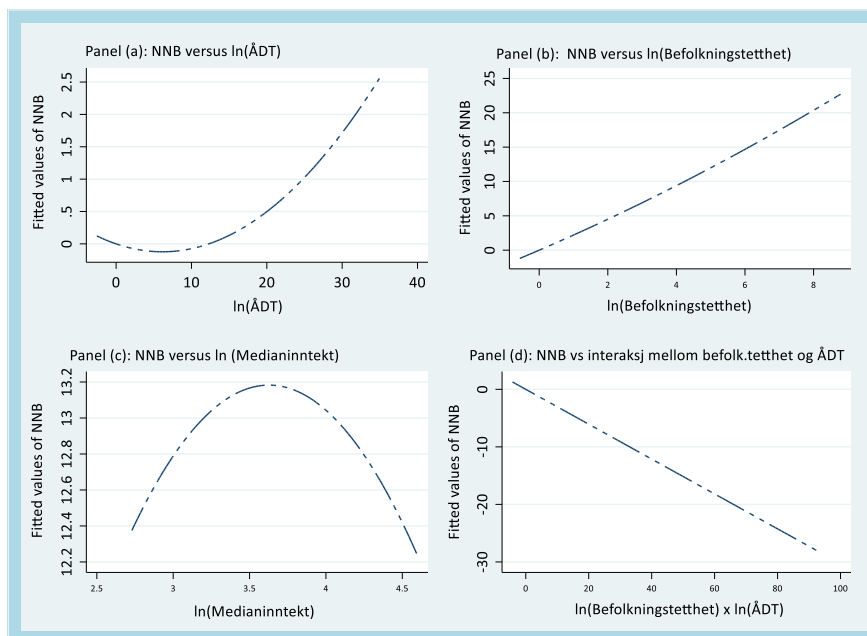 Panel (a): NNB versus ln(ÅDT)
Fitted values of NNB
2.5
2
1.5
1
.5
0
0 10 20 30 40
ln(ÅDT)
Panel (b): NNB versus ln(Befolkningstetthet)
Fitted values of NNB
25
20
15
10
5
0
0 2 4 6 8
ln(Befolkningstetthet)
Panel (c): NNB versus ln (Medianinntekt)
Fitted values of NNB
13.2
13
12.8
12.6
12.4
12.2
2.5 3 3.5 4 4.5
ln(Medianinntekt)
Panel (d): NNB vs interaksj mellom befolk.tetthet og ÅDT
Fitted values of NNB
0
-10
-20
-30
0 20 40 60 80 100
ln(Befolkningstetthet) x ln(ÅDT)